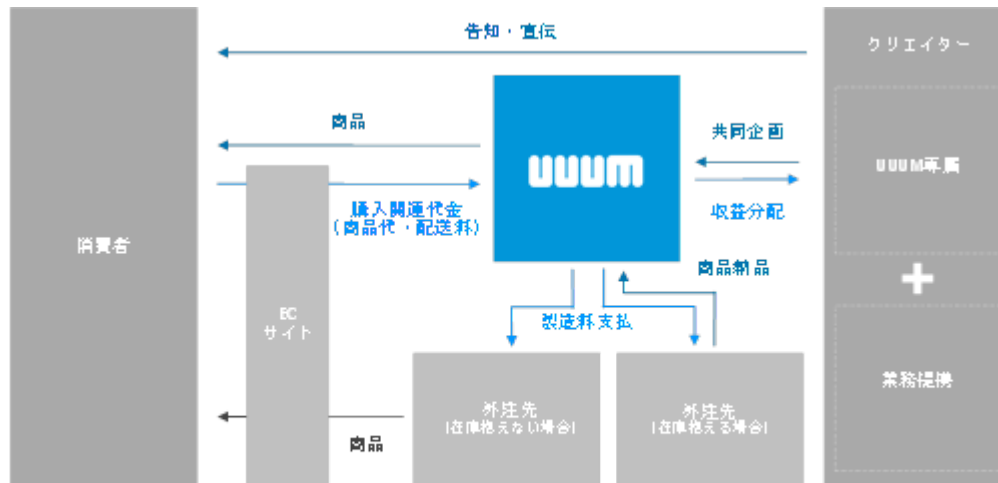 告知・宣伝
クリエイター
商品
共同企画
UUUM
UUUM専属
購入関連代金
(商品代・配送料)
収益分配
消費者
商品納品
EC
サイト
製造料支払
業務提携
外注先
(在庫抱えない場合)
外注先
(在庫抱える場合)
商品